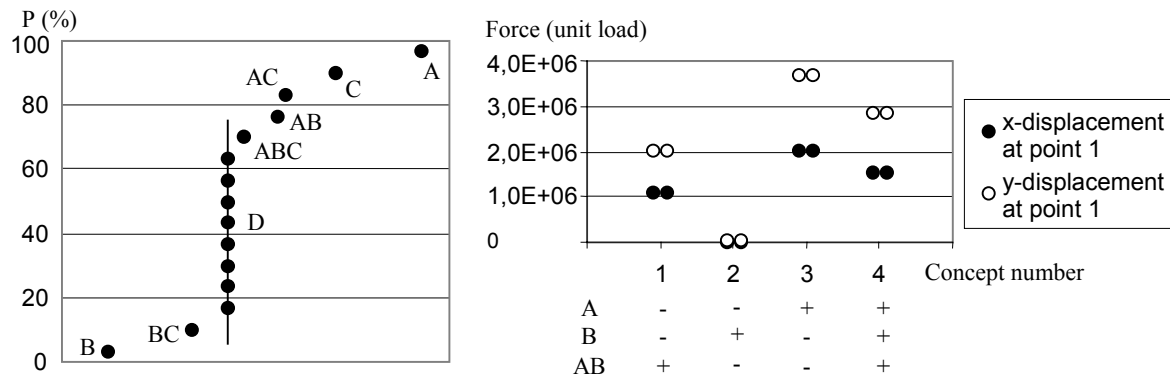 P (%)
100
80
60
40
20
0
A
C
AC
AB
ABC
D
BC
B
Force (unit load)
4,0E+06
3,0E+06
2,0E+06
1,0E+06
0
1 2 3 4 Concept number
A - - + +
B - + - +
AB + - - +
x-displacement
at point 1
y-displacement
at point 1